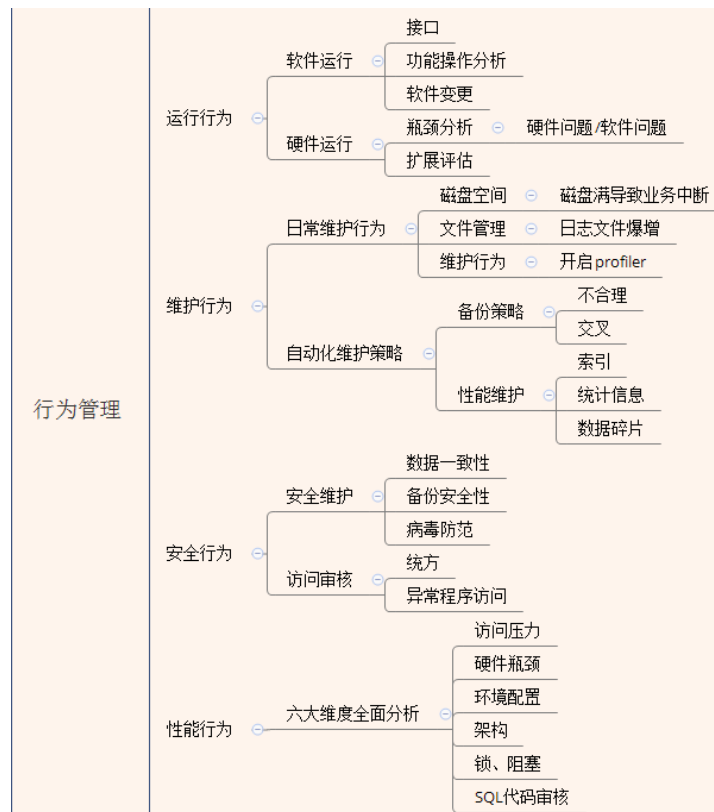 行为管理
运行行为
软件运行
接口
功能操作分析
软件变更
硬件运行
瓶颈分析
硬件问题/软件问题
扩展评估
维护行为
日常维护行为
磁盘空间
磁盘满导致业务中断
文件管理
日志文件爆增
维护行为
开启profiler
自动化维护策略
备份策略
不合理
交叉
性能维护
索引
统计信息
数据碎片
安全行为
安全维护
数据一致性
备份安全性
病毒防范
访问审核
统方
异常程序访问
性能行为
六大维度全面分析
访问压力
硬件瓶颈
环境配置
架构
锁、阻塞
SQL代码审核